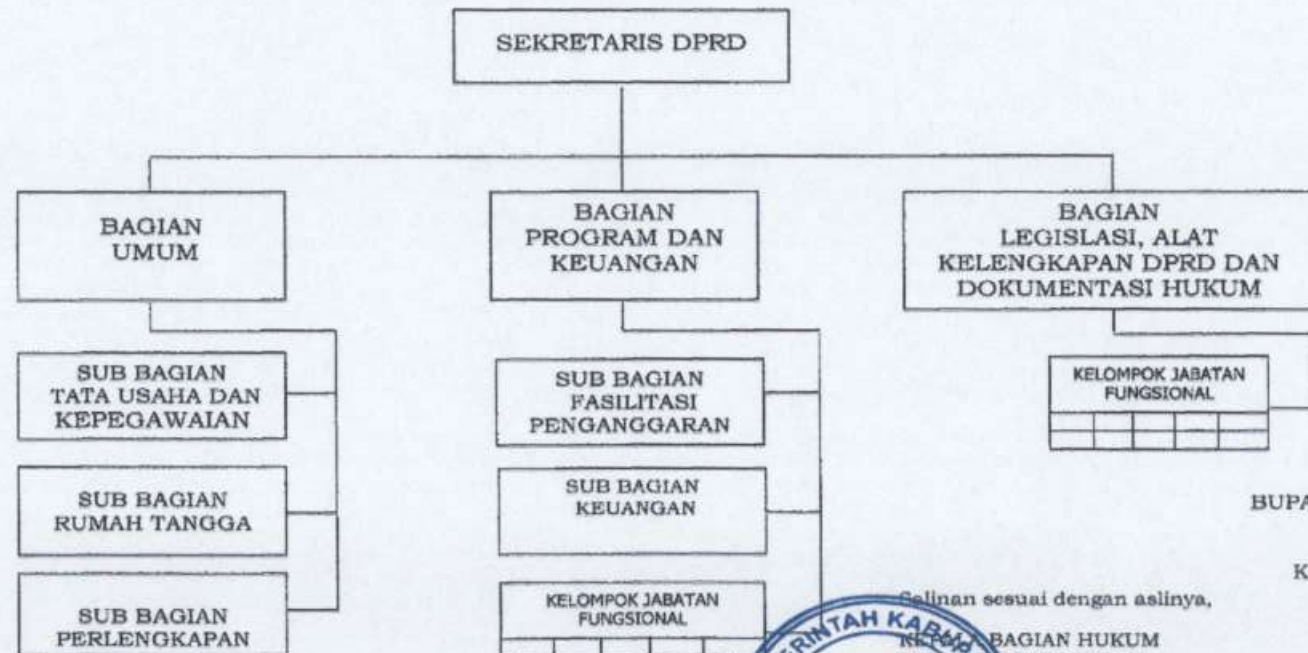 SEKRETARIS DPRD
BAGIAN
UMUM
BAGIAN
PROGRAM DAN
KEUANGAN
BAGIAN
LEGISLASI, ALAT
KELENGKAPAN DPRD DAN
DOKUMENTASI HUKUM
SUB BAGIAN
TATA USAHA DAN
KEPEGAWAIAN
SUB BAGIAN
RUMAH TANGGA
SUB BAGIAN
PERLENGKAPAN
SUB BAGIAN
FASILITASI
PENGANGGARAN
SUB BAGIAN
KEUANGAN
KELOMPOK JABATAN
FUNGSIONAL
KELOMPOK JABATAN
FUNGSIONAL
BUPA
K
Salinan sesuai dengan aslinya,
BAGIAN HUKUM